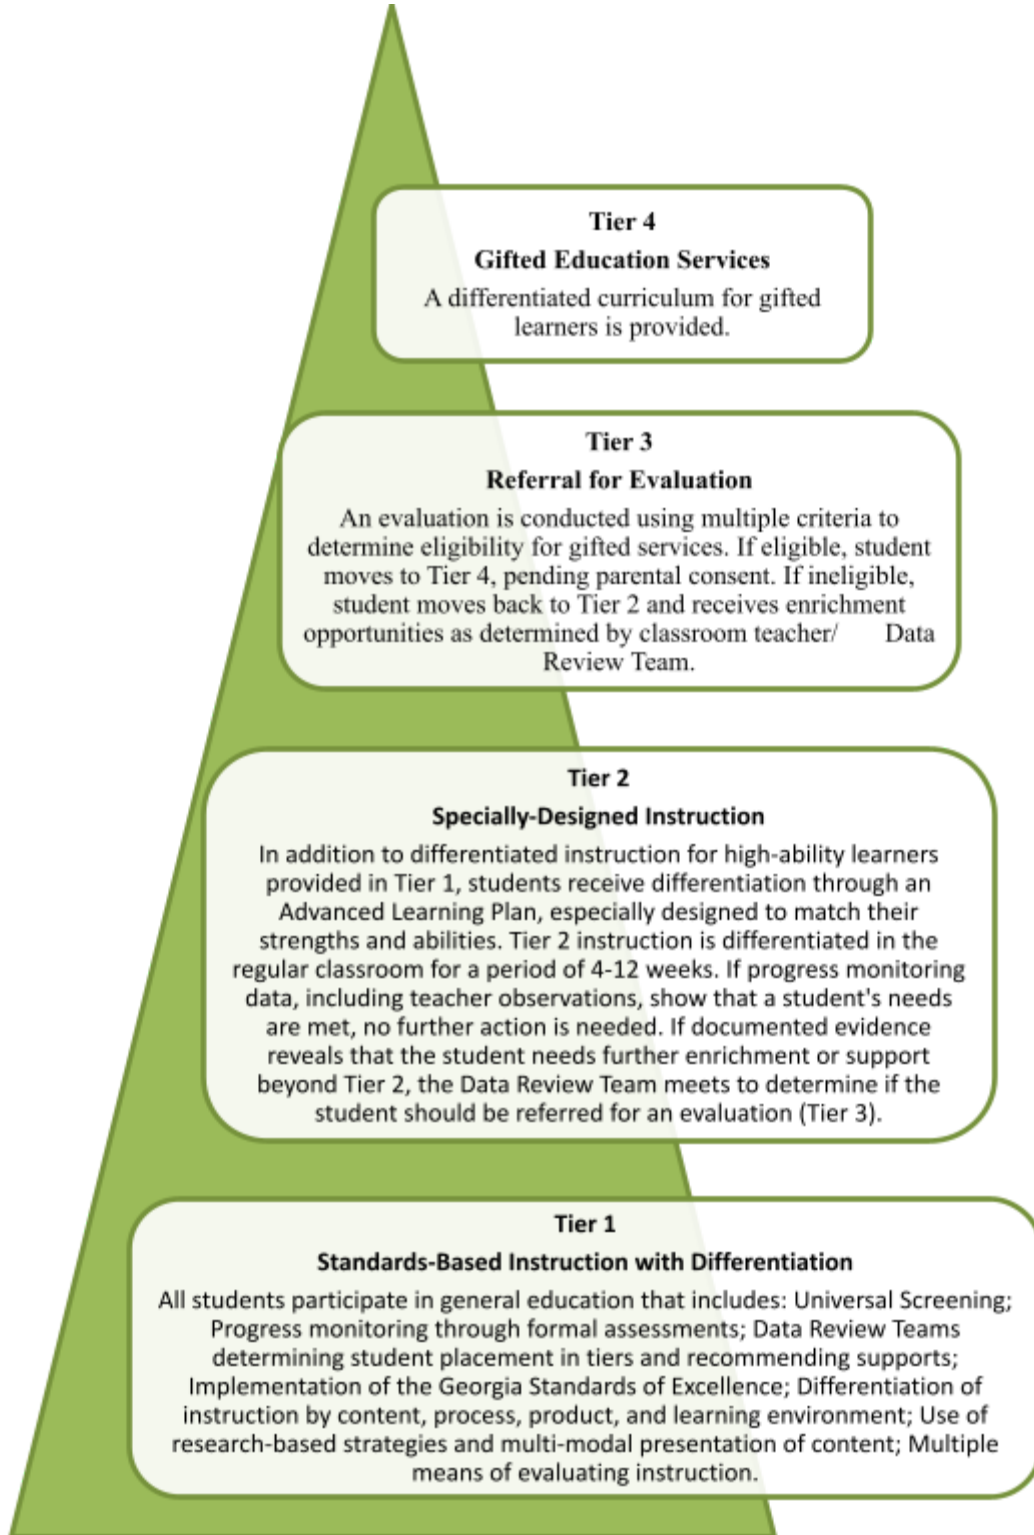 Tier 4
Gifted Education Services
A differentiated curriculum for gifted
learners is provided.
Tier 3
Referral for Evaluation
An evaluation is conducted using multiple criteria to
determine eligibility for gifted services. If eligible, student
moves to Tier 4, pending parental consent. If ineligible,
student moves back to Tier 2 and receives enrichment
opportunities as determined by classroom teacher/ Data
Review Team.
Tier 2
Specially-Designed Instruction
In addition to differentiated instruction for high-ability learners
provided in Tier 1, students receive differentiation through an
Advanced Learning Plan, especially designed to match their
strengths and abilities. Tier 2 instruction is differentiated in the
regular classroom for a period of 4-12 weeks. If progress monitoring
data, including teacher observations, show that a student's needs
are met, no further action is needed. If documented evidence
reveals that the student needs further enrichment or support
beyond Tier 2, the Data Review Team meets to determine if the
student should be referred for an evaluation (Tier 3).
Tier 1
Standards-Based Instruction with Differentiation
All students participate in general education that includes: Universal Screening;
Progress monitoring through formal assessments; Data Review Teams
determining student placement in tiers and recommending supports;
Implementation of the Georgia Standards of Excellence; Differentiation of
instruction by content, process, product, and learning environment; Use of
research-based strategies and multi-modal presentation of content; Multiple
means of evaluating instruction.